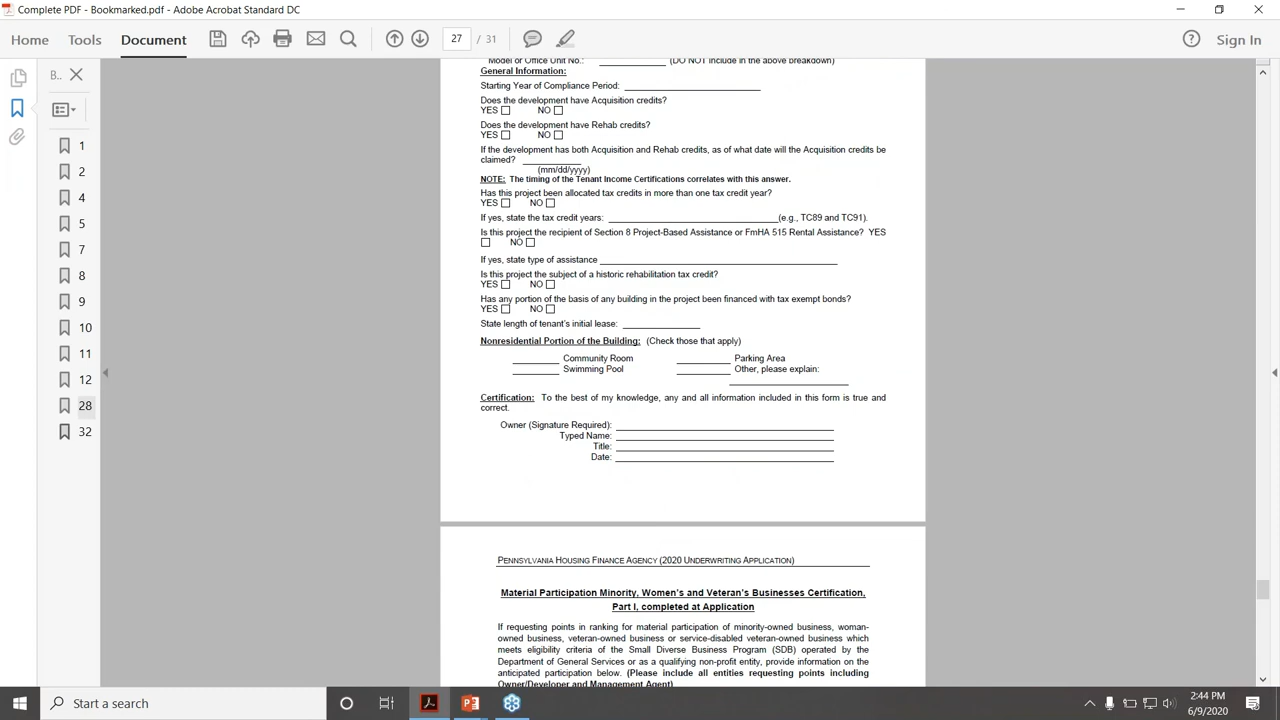 Complete PDF - Bookmarked.pdf - Adobe Acrobat Standard DC
Home Tools Document 27 / 31 Sign In
B..
1
2
4
5
7
8
9
10
11
12
28
32
Model or Office Unit No.: (DO NOT include in the above breakdown)
General Information:
Starting Year of Compliance Period:
Does the development have Acquisition credits?
YES NO
Does the development have Rehab credits?
YES NO
If the development has both Acquisition and Rehab credits, as of what date will the Acquisition credits be
claimed?
(mm/dd/yyyy)
NOTE: The timing of the Tenant Income Certifications correlates with this answer.
Has this project been allocated tax credits in more than one tax credit year?
YES NO
If yes, state the tax credit years: (e.g., TC89 and TC91).
Is this project the recipient of Section 8 Project-Based Assistance or FmHA 515 Rental Assistance? YES
NO
If yes, state type of assistance
Is this project the subject of a historic rehabilitation tax credit?
YES NO
Has any portion of the basis of any building in the project been financed with tax exempt bonds?
YES NO
State length of tenant's initial lease:
Nonresidential Portion of the Building: (Check those that apply)
Community Room Parking Area
Swimming Pool Other, please explain:
Certification: To the best of my knowledge, any and all information included in this form is true and
correct.
Owner (Signature Required):
Typed Name:
Title:
Date:
PENNSYLVANIA HOUSING FINANCE AGENCY (2020 UNDERWRITING APPLICATION)
Material Participation Minority, Women's and Veteran's Businesses Certification,
Part I, completed at Application
If requesting points in ranking for material participation of minority-owned business, woman-
owned business, veteran-owned business or service-disabled veteran-owned business which
meets eligibility criteria of the Small Diverse Business Program (SDB) operated by the
Department of General Services or as a qualifying non-profit entity, provide information on the
anticipated participation below. (Please include all entities requesting points including
Owner/Developer and Management Agent)
Start a search
2:44 PM
6/9/2020